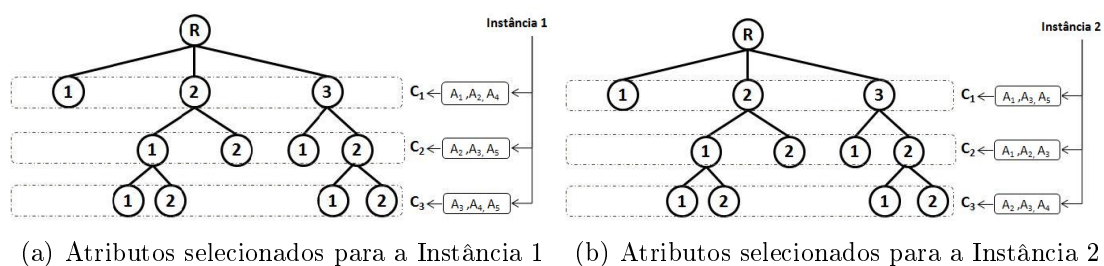 Instância 1
R
1 2 3 C1 A1 ,A2, A4
1 2 1 2 C2 A2 ,A3, A5
1 2 1 2 C3 A3 ,A4, A5
(a) Atributos selecionados para a Instância 1
Instância 2
R
1 2 3 C1 A1 ,A3, A5
1 2 1 2 C2 A1 ,A2, A3
1 2 1 2 C3 A2 ,A3, A4
(b) Atributos selecionados para a Instância 2